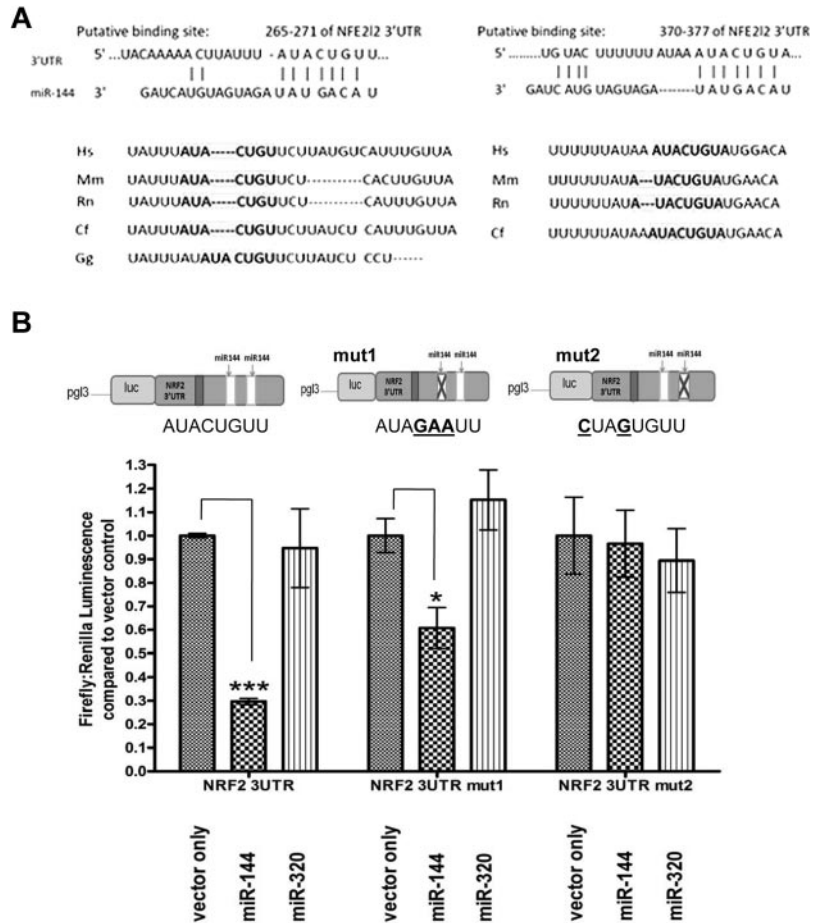 A
Putative binding site: 265-271 of NFE2l2 3'UTR
3'UTR 5' ...UACAAAAA CUUAUUU - AUACUGUU...
miR-144 3' GAUCAUGUAGUAGAUAUGACAU
Putative binding site: 370-377 of NFE2l2 3'UTR
5' ..........UGUAC UUUUUU AUAA AUACUGUA...
3' GAUC AUG UAGUAGA--------UAUGACAU
Hs UAUUUAUA-----CUGUUCUUAUGUCAUUUGUUA
Mm UAUUUAUA-----CUGUUCU----------CACUUGUUA
Rn UAUUUAUA-----CUGUUCU----------CAUUUGUUA
Cf UAUUUAUA-----CUGUUCUUAUCU CAUUUGUUA
Gg UAUUUAUAUACUGUUCUUAUCU CCU-----
Hs UUUUUUAUAA AUACUGUAUGGACA
Mm UUUUUUAUA---UACUGUAUGAACA
Rn UUUUUUAUA---UACUGUAUGAACA
Cf UUUUUUAUAAAUACUGUAUGAACA
B
miR144 miR144
pgl3 luc NRF2 3'UTR
AUACUGUU
mut1
miR144 miR144
pgl3 luc NRF2 3'UTR
AUAGAAUU
mut2
miR144 miR144
pgl3 luc NRF2 3'UTR
CUAGUGUU
Firefly:Renilla Luminescence
compared to vector control
1.3
1.2
1.1
1.0
0.9
0.8
0.7
0.6
0.5
0.4
0.3
0.2
0.1
0.0
***
*
NRF2 3UTR
NRF2 3UTR mut1
NRF2 3UTR mut2
vector only
miR-144
miR-320
vector only
miR-144
miR-320
vector only
miR-144
miR-320